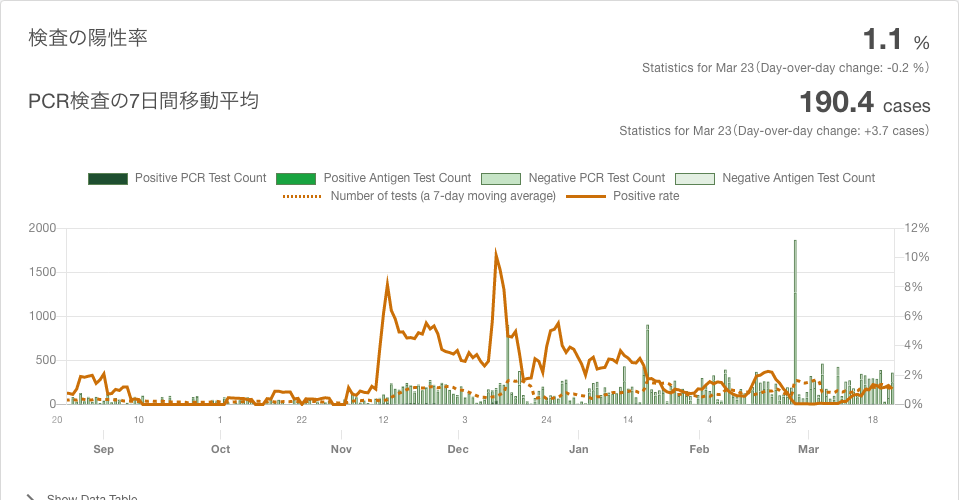 検査の陽性率
1.1 %
Statistics for Mar 23(Day-over-day change: -0.2 %)
PCR検査の7日間移動平均
190.4 cases
Statistics for Mar 23(Day-over-day change: +3.7 cases)
Positive PCR Test Count Positive Antigen Test Count Negative PCR Test Count Negative Antigen Test Count
Number of tests (a 7-day moving average) Positive rate
2000 12%
10%
1500
8%
1000 6%
4%
500
2%
0 0%
20 10 1 22 12 3 24 14 4 25 18
Sep Oct Nov Dec Jan Feb Mar
Show Data Table